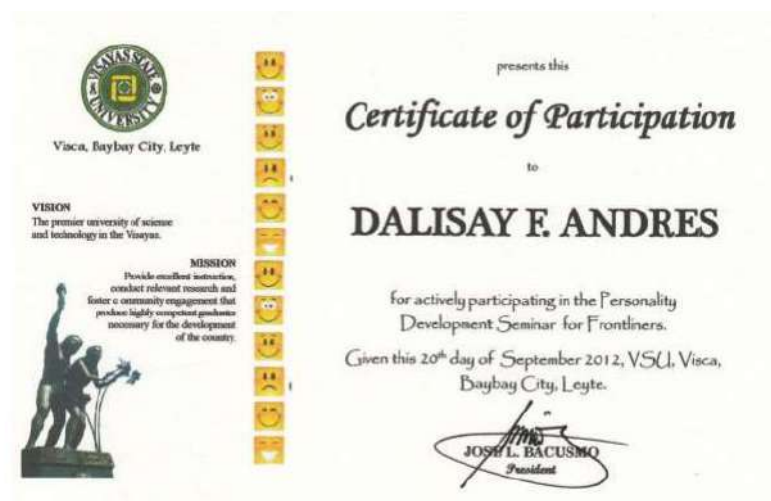 VISAYAS STATE
UNIVERSITY
Visca, Baybay City, Leyte
VISION
The premier university of science
and technology in the Visayas.
MISSION
Provide excellent instruction,
conduct relevant research and
foster c ommunity engagement that
produce highly competent graduates
necessary for the development
of the country.
presents this
Certificate of Participation
to
DALISAY F. ANDRES
for actively participating in the Personality
Development Seminar for Frontliners.
Given this 20th day of September 2012, VSU, Visca,
Baybay City, Leyte.
JOSE L. BACUSMO
President